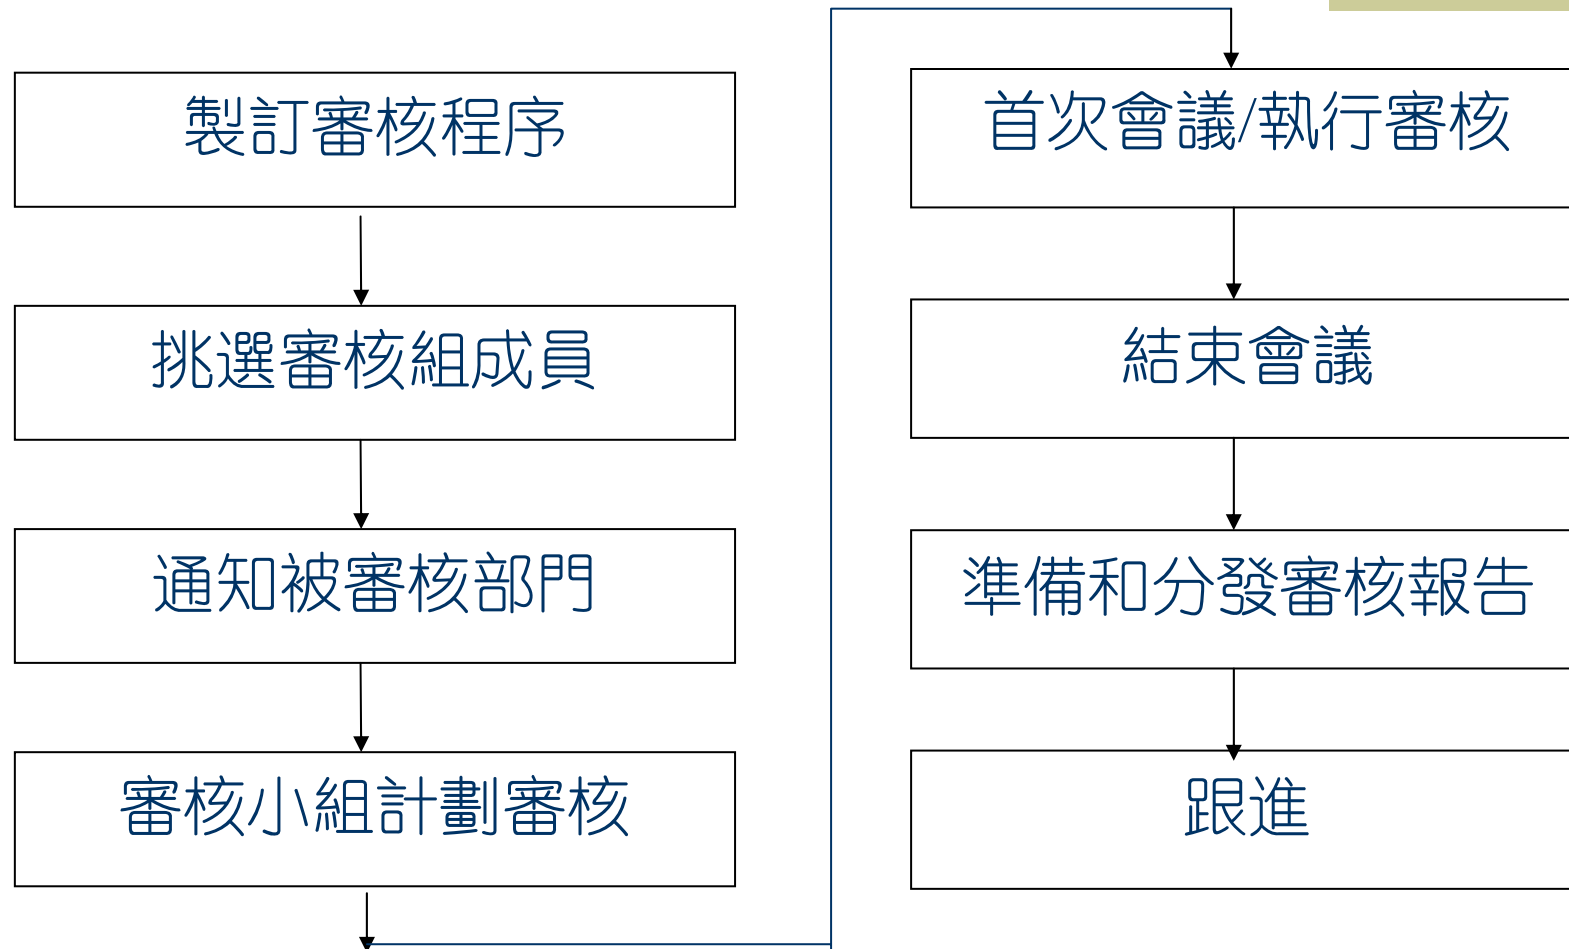 製訂審核程序
挑選審核組成員
通知被審核部門
審核小組計劃審核
首次會議/執行審核
結束會議
準備和分發審核報告
跟進